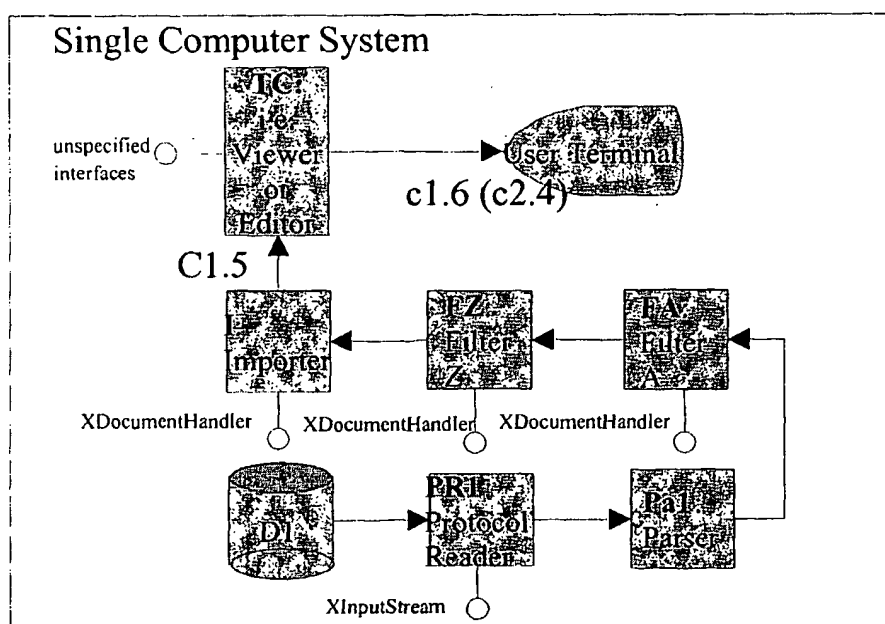 Single Computer System
TC:
i.e.
Viewer
or
Editor
unspecified
interfaces
User Terminal
c1.6 (c2.4)
C1.5
I
Importer
FZ
Filter
Z
FA
Filter
A
XDocumentHandler
XDocumentHandler
XDocumentHandler
D1
PR1
Protocol
Reader
Pa1
Parser
XInputStream